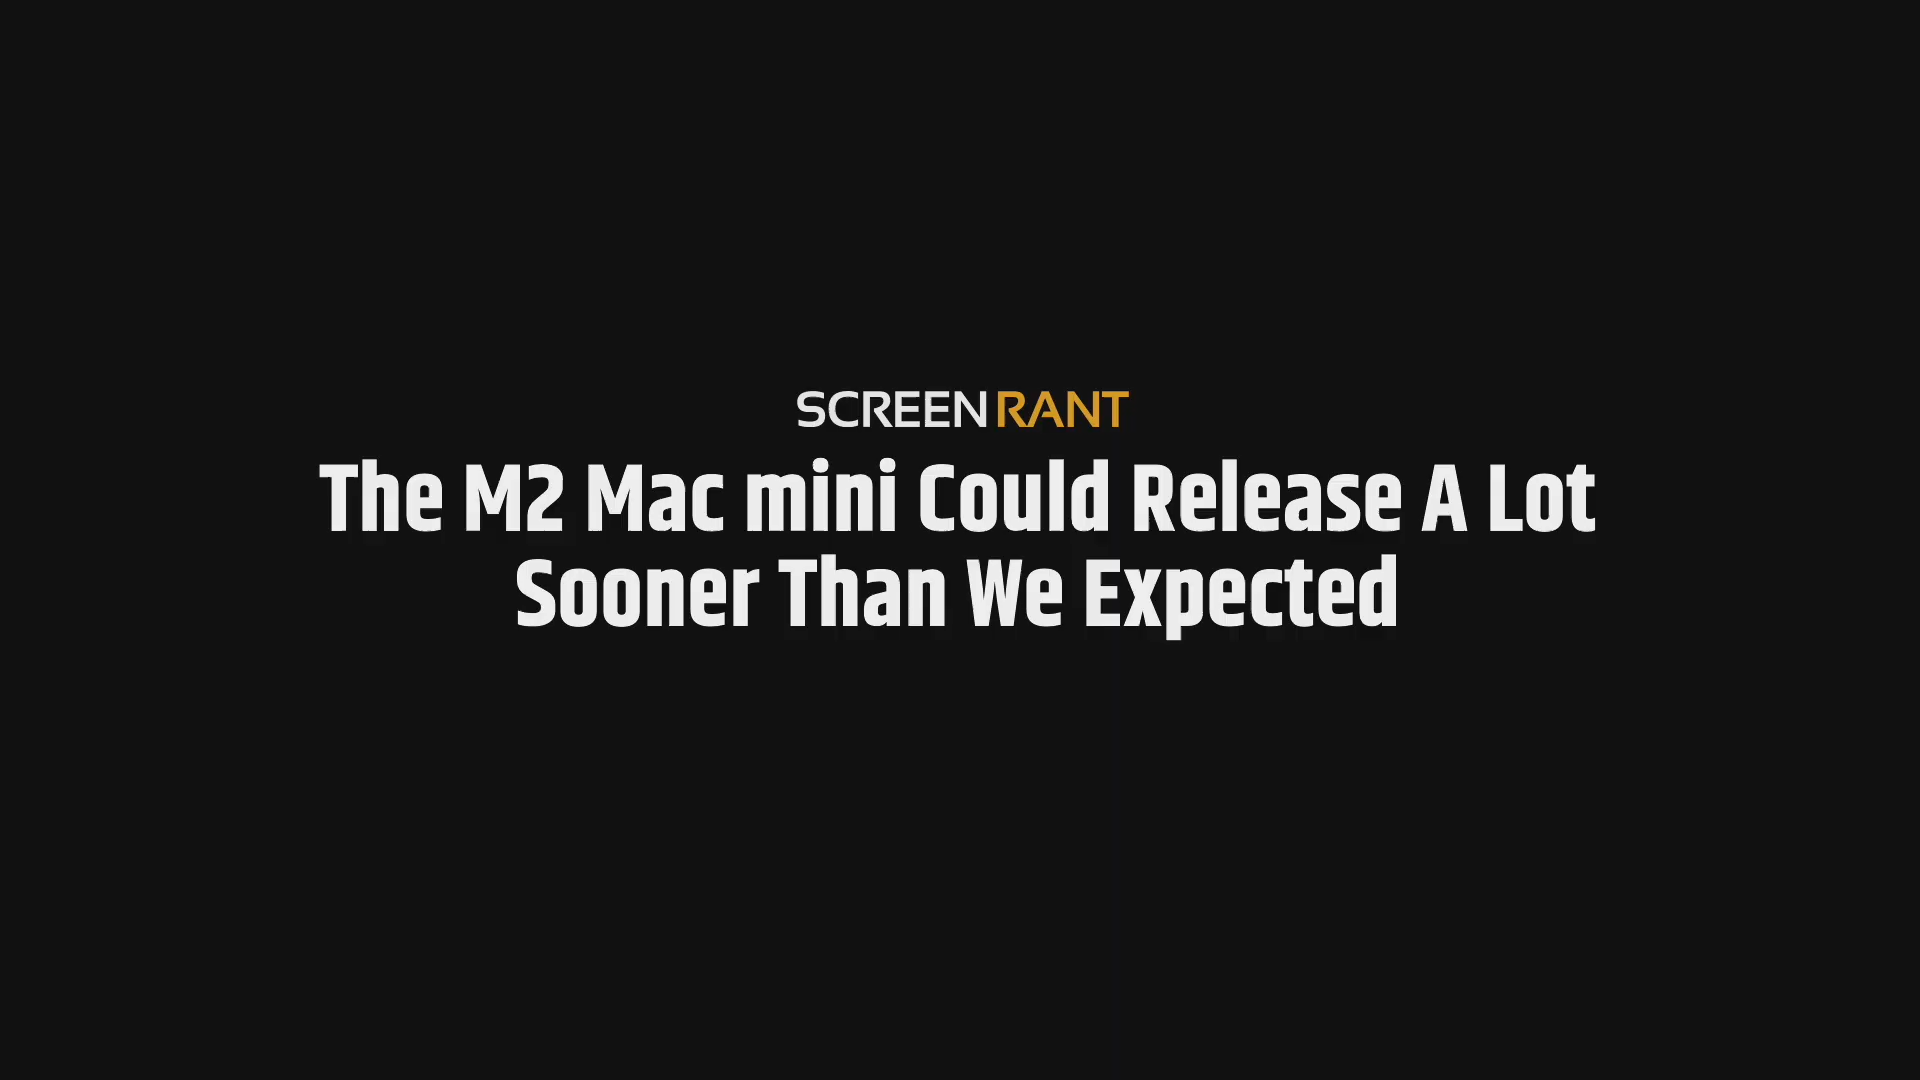 SCREENRANT
The M2 Mac mini Could Release A Lot
Sooner Than We Expected